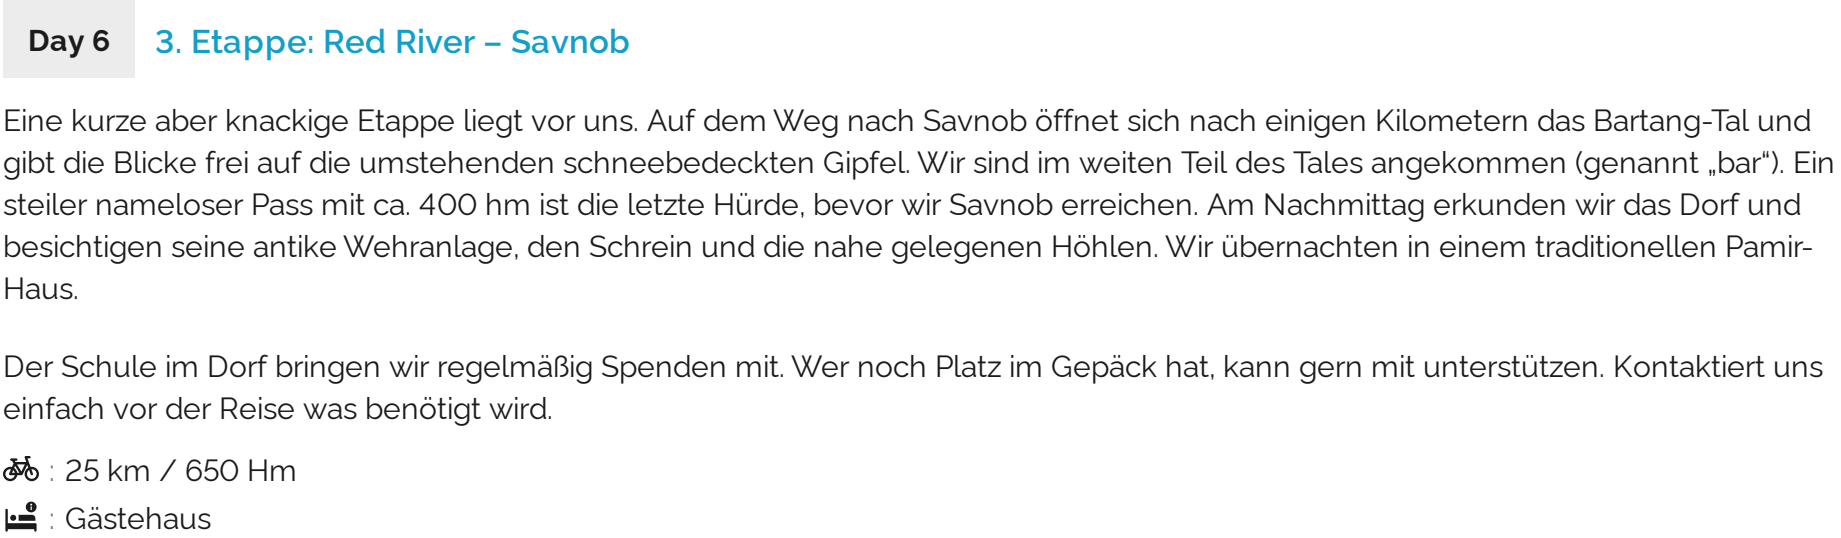 Day 6 3. Etappe: Red River – Savnob
Eine kurze aber knackige Etappe liegt vor uns. Auf dem Weg nach Savnob öffnet sich nach einigen Kilometern das Bartang-Tal und
gibt die Blicke frei auf die umstehenden schneebedeckten Gipfel. Wir sind im weiten Teil des Tales angekommen (genannt „bar“). Ein
steiler nameloser Pass mit ca. 400 hm ist die letzte Hürde, bevor wir Savnob erreichen. Am Nachmittag erkunden wir das Dorf und
besichtigen seine antike Wehranlage, den Schrein und die nahe gelegenen Höhlen. Wir übernachten in einem traditionellen Pamir-
Haus.
Der Schule im Dorf bringen wir regelmäßig Spenden mit. Wer noch Platz im Gepäck hat, kann gern mit unterstützen. Kontaktiert uns
einfach vor der Reise was benötigt wird.
: 25 km / 650 Hm
: Gästehaus